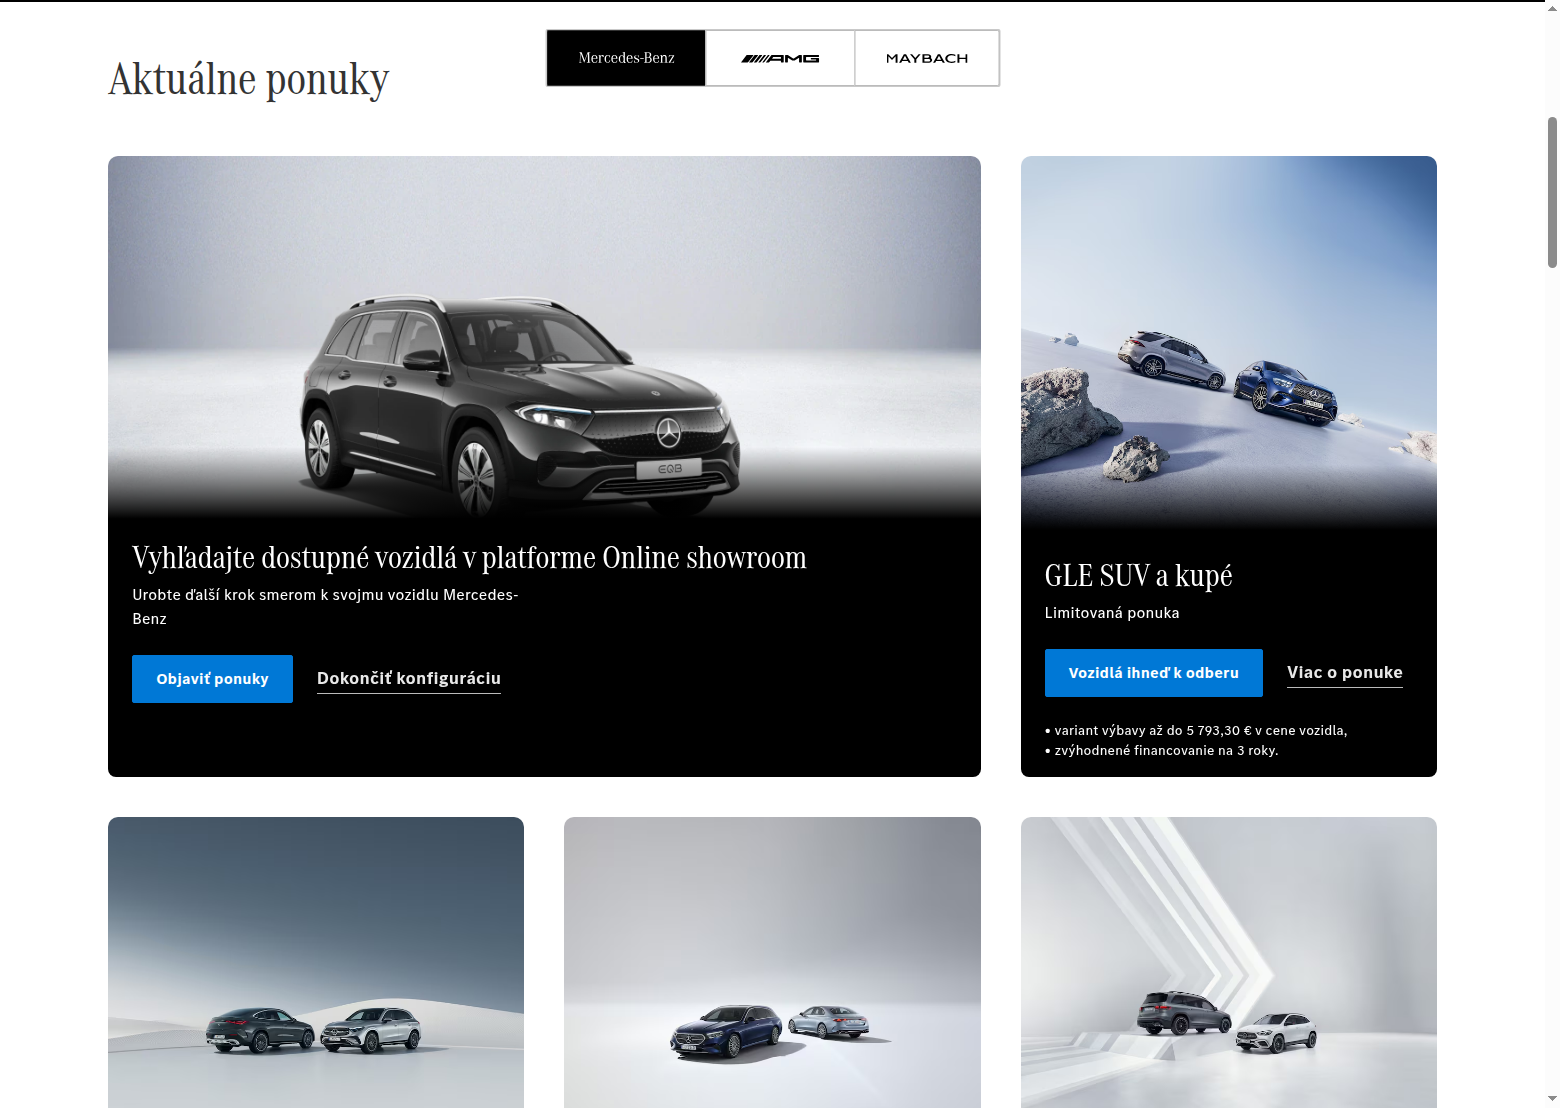 Aktuálne ponuky
Mercedes-Benz
AMG
MAYBACH
EQB
Vyhľadajte dostupné vozidlá v platforme Online showroom
Urobte ďalší krok smerom k svojmu vozidlu Mercedes-
Benz
Objaviť ponuky
Dokončiť konfiguráciu
GLE SUV a kupé
Limitovaná ponuka
Vozidlá ihneď k odberu
Viac o ponuke
• variant výbavy až do 5 793,30 € v cene vozidla,
• zvýhodnené financovanie na 3 roky.